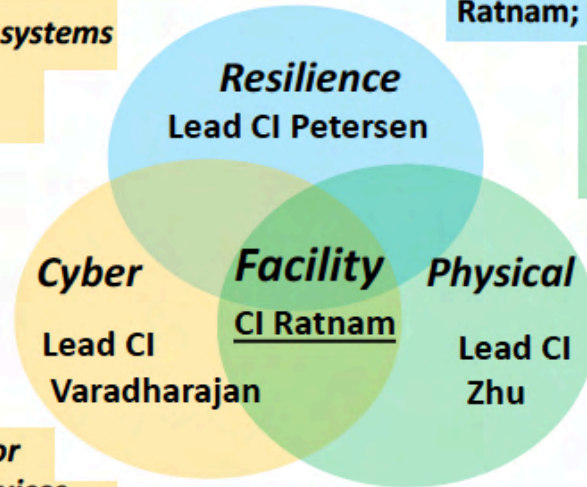 systems
Ratnam;
Resilience
Lead CI Petersen
Cyber
Facility
Physical
CI Ratnam
Lead CI
Varadharajan
Lead CI
Zhu
or